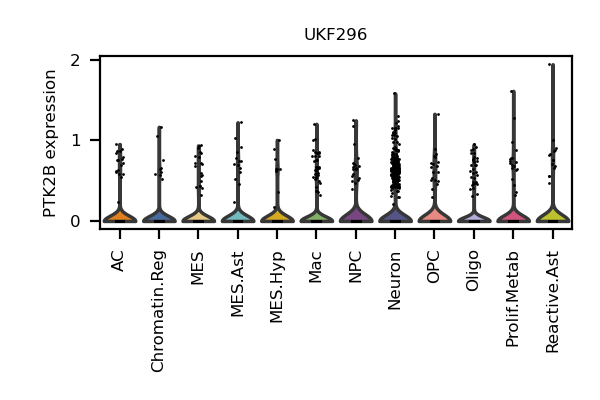 UKF296
PTK2B expression
2
1
0
AC
Chromatin.Reg
MES
MES.Ast
MES.Hyp
Mac
NPC
Neuron
OPC
Oligo
Prolif.Metab
Reactive.Ast